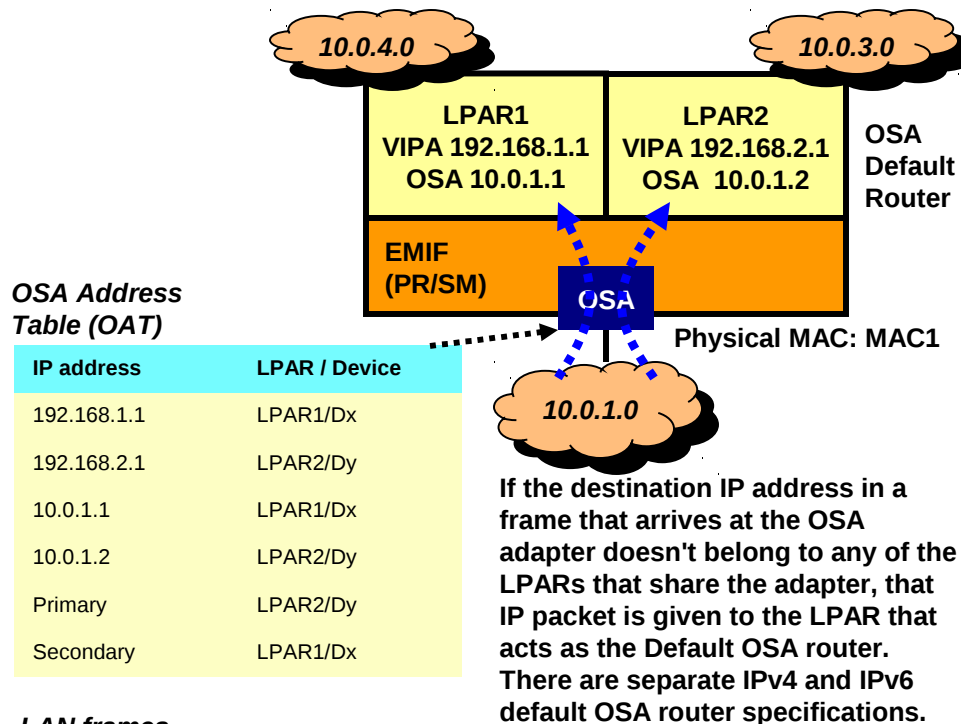 10.0.4.0
10.0.3.0
LPAR1
VIPA 192.168.1.1
OSA 10.0.1.1
LPAR2
VIPA 192.168.2.1
OSA 10.0.1.2
OSA
Default
Router
EMIF
(PR/SM)
OSA
Physical MAC: MAC1
10.0.1.0
OSA Address
Table (OAT)
IP address LPAR / Device
192.168.1.1 LPAR1/Dx
192.168.2.1 LPAR2/Dy
10.0.1.1 LPAR1/Dx
10.0.1.2 LPAR2/Dy
Primary LPAR2/Dy
Secondary LPAR1/Dx
If the destination IP address in a
frame that arrives at the OSA
adapter doesn't belong to any of the
LPARs that share the adapter, that
IP packet is given to the LPAR that
acts as the Default OSA router.
There are separate IPv4 and IPv6
default OSA router specifications.
LAN frames